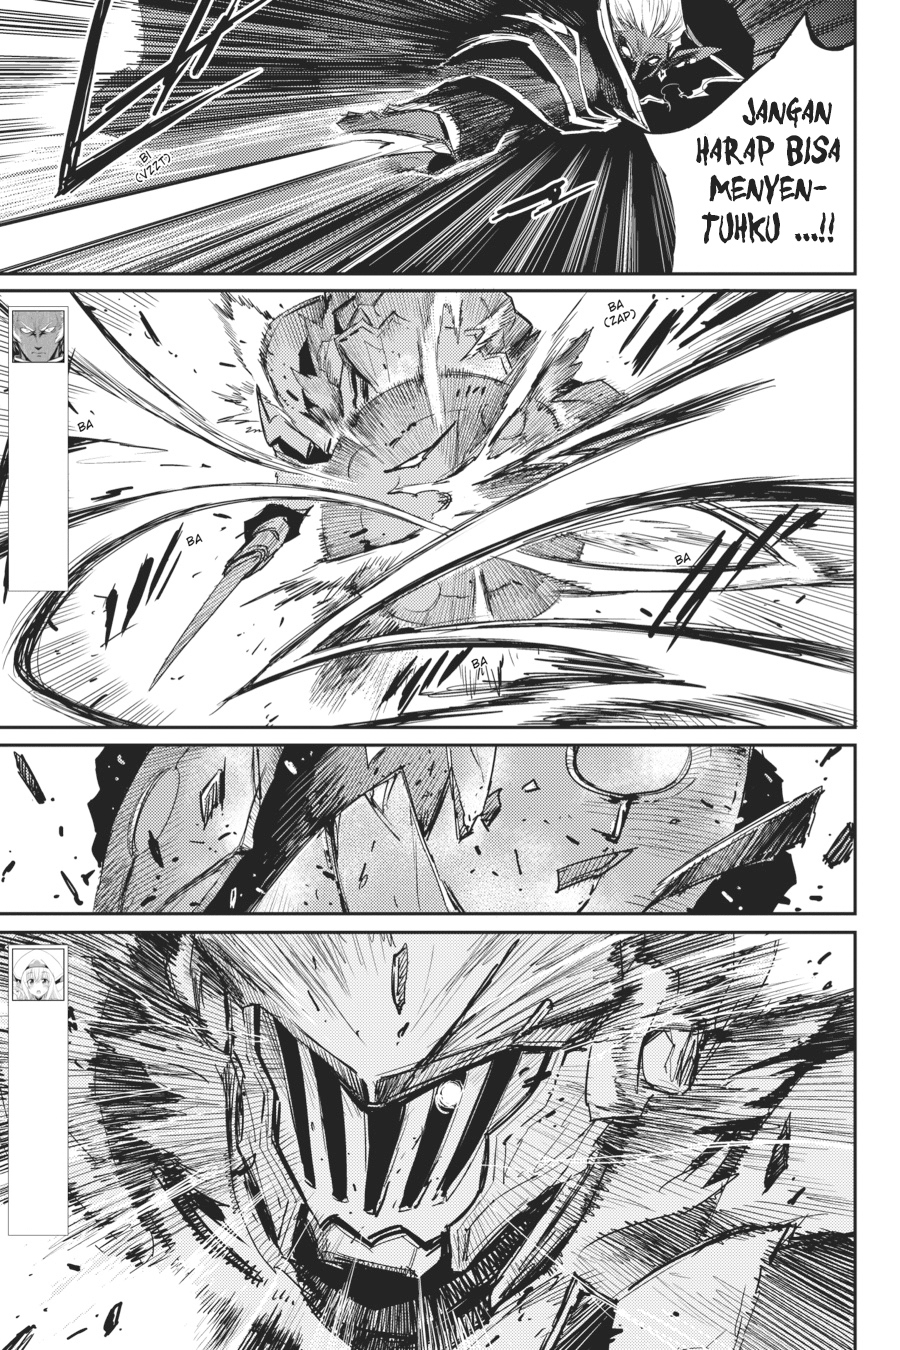 JANGAN
HARAP BISA
MENYEN-
TUHKU ...!!
BI
(VZZT)
BA
(ZAP)
BA
BA
BA
BA